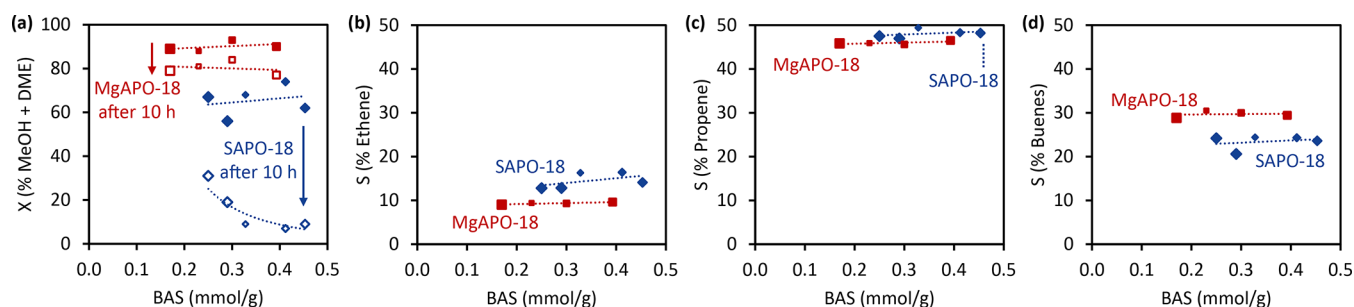 (a)
X (% MeOH + DME)
100
80
60
40
20
0
MgAPO-18
after 10 h
SAPO-18
after 10 h
0.0 0.1 0.2 0.3 0.4 0.5
BAS (mmol/g)
(b)
S (% Ethene)
50
40
30
20
10
0
SAPO-18
MgAPO-18
0.0 0.1 0.2 0.3 0.4 0.5
BAS (mmol/g)
(c)
S (% Propene)
50
40
30
20
10
0
MgAPO-18
SAPO-18
0.0 0.1 0.2 0.3 0.4 0.5
BAS (mmol/g)
(d)
S (% Buenes)
50
40
30
20
10
0
MgAPO-18
SAPO-18
0.0 0.1 0.2 0.3 0.4 0.5
BAS (mmol/g)